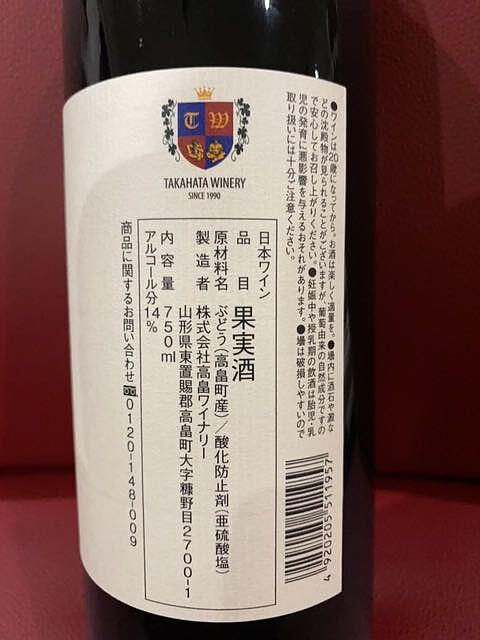 T W
TAKAHATA WINERY
SINCE 1990
●ワインは20歳になってから。お酒は楽しく適量を。●壜内に酒石や澱な
どの沈殿物が見られることがございますが、葡萄由来の自然成分ですの
で安心してお召し上がりください。●妊娠中や授乳期の飲酒は胎児・乳
児の発育に悪影響を与えるおそれがあります。●壜は破損しやすいので
取り扱いには十分ご注意ください。
日本ワイン
品目 果実酒
原材料名 ぶどう(高畠町産)／酸化防止剤(亜硫酸塩)
製造者 株式会社高畠ワイナリー
山形県東置賜郡高畠町大字糠野目2700-1
内容量 750ml
アルコール分14%
商品に関するお問い合わせ 0120-148-009
4 920205 511957